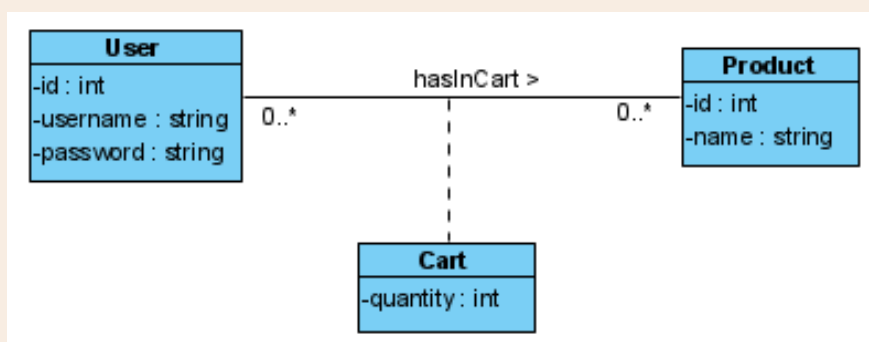 User
-id : int
-username : string
-password : string
hasInCart >
0..*
0..*
Product
-id : int
-name : string
Cart
-quantity : int